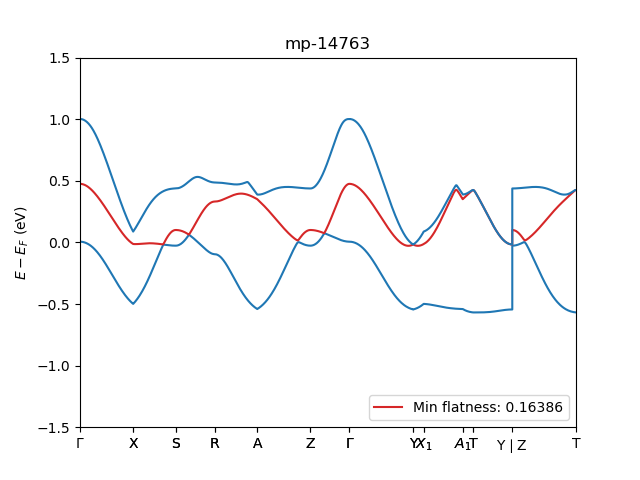 mp-14763
E − E_F (eV)
1.5
1.0
0.5
0.0
−0.5
−1.0
−1.5
Min flatness: 0.16386
Γ X S R A Z Γ Y X₁ A₁ T Y | Z T